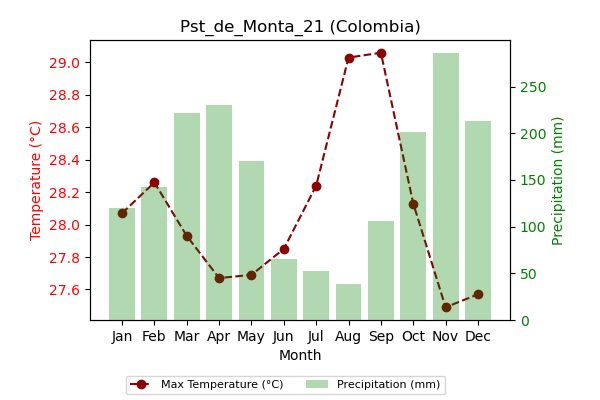 Pst_de_Monta_21 (Colombia)
29.0
28.8
28.6
28.4
28.2
28.0
27.8
27.6
Temperature (°C)
250
200
150
100
50
0
Precipitation (mm)
Jan Feb Mar Apr May Jun Jul Aug Sep Oct Nov Dec
Month
Max Temperature (°C) Precipitation (mm)